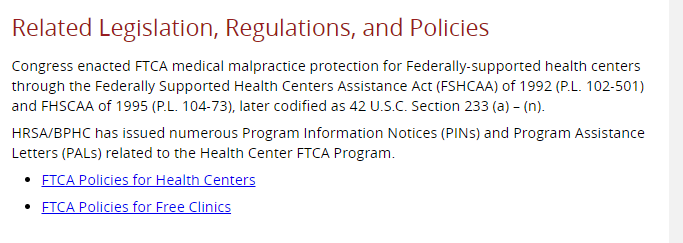 Related Legislation, Regulations, and Policies
Congress enacted FTCA medical malpractice protection for Federally-supported health centers
through the Federally Supported Health Centers Assistance Act (FSHCAA) of 1992 (P.L. 102-501)
and FHSCAA of 1995 (P.L. 104-73), later codified as 42 U.S.C. Section 233 (a) – (n).
HRSA/BPHC has issued numerous Program Information Notices (PINs) and Program Assistance
Letters (PALs) related to the Health Center FTCA Program.
• FTCA Policies for Health Centers
• FTCA Policies for Free Clinics